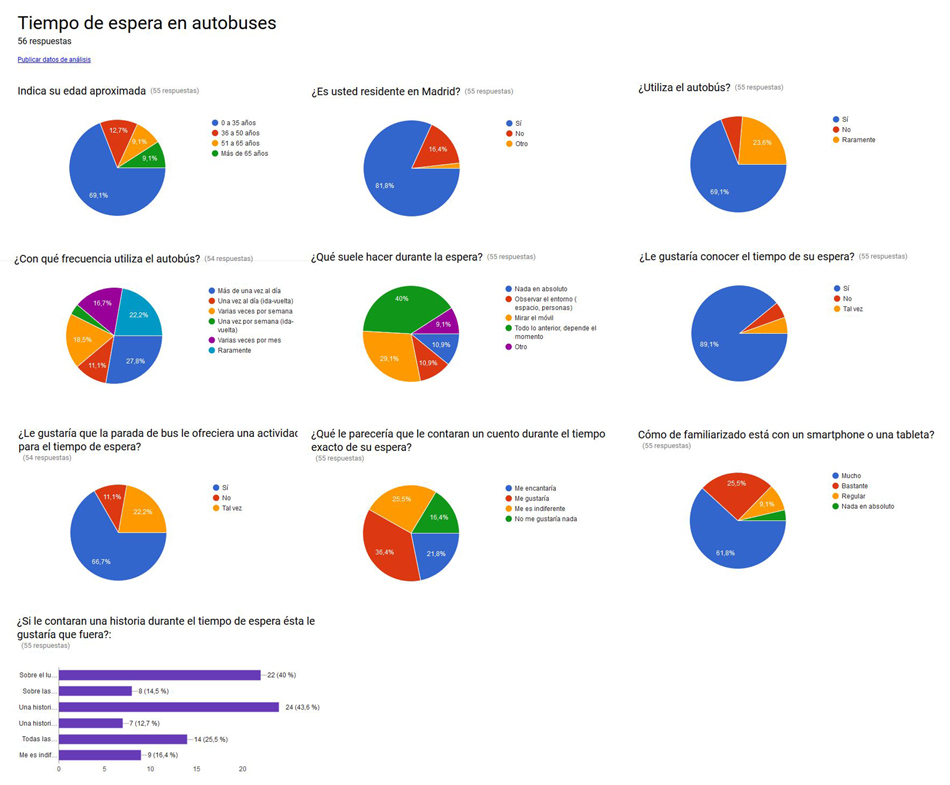 Tiempo de espera en autobuses
56 respuestas
Publicar datos de análisis
Indica su edad aproximada (55 respuestas)
0 a 35 años
36 a 50 años
51 a 65 años
Más de 65 años
12,7%
9,1%
9,1%
69,1%
¿Es usted residente en Madrid? (55 respuestas)
Sí
No
Otro
16,4%
81,8%
¿Utiliza el autobús? (55 respuestas)
Sí
No
Raramente
23,6%
69,1%
¿Con qué frecuencia utiliza el autobús? (54 respuestas)
Más de una vez al día
Una vez al día (ida-vuelta)
Varias veces por semana
Una vez por semana (ida-
vuelta)
Varias veces por mes
Raramente
16,7%
22,2%
18,5%
11,1%
27,8%
¿Qué suele hacer durante la espera? (55 respuestas)
Nada en absoluto
Observar el entorno (
espacio, personas)
Mirar el móvil
Todo lo anterior, depende el
momento
Otro
40%
9,1%
10,9%
29,1%
10,9%
¿Le gustaría conocer el tiempo de su espera? (55 respuestas)
Sí
No
Tal vez
89,1%
¿Le gustaría que la parada de bus le ofreciera una actividad
para el tiempo de espera?
(54 respuestas)
Sí
No
Tal vez
11,1%
22,2%
66,7%
¿Qué le parecería que le contaran un cuento durante el tiempo
exacto de su espera?
(55 respuestas)
Me encantaría
Me gustaría
Me es indiferente
No me gustaría nada
25,5%
16,4%
36,4%
21,8%
Cómo de familiarizado está con un smartphone o una tableta?
(55 respuestas)
Mucho
Bastante
Regular
Nada en absoluto
25,5%
9,1%
61,8%
¿Si le contaran una historia durante el tiempo de espera ésta le
gustaría que fuera?:
(55 respuestas)
Sobre el lu... 22 (40 %)
Sobre las... 8 (14,5 %)
Una histori... 24 (43,6 %)
Una histori... 7 (12,7 %)
Todas las... 14 (25,5 %)
Me es indif... 9 (16,4 %)
0 5 10 15 20